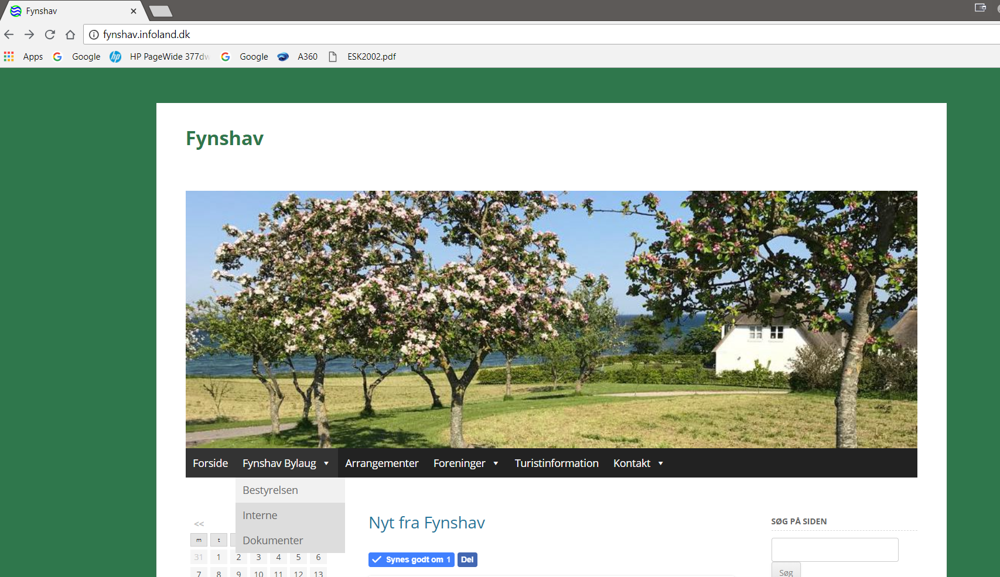 Fynshav
fynshav.infoland.dk
Apps Google HP PageWide 377dw Google A360 ESK2002.pdf
Fynshav
Forside Fynshav Bylaug Arrangementer Foreninger Turistinformation Kontakt
Bestyrelsen
Interne
Dokumenter
<<
m t
31 1 2 3 4 5 6
7 8 9 10 11 12 13
Nyt fra Fynshav
Synes godt om 1 Del
SØG PÅ SIDEN
Søg